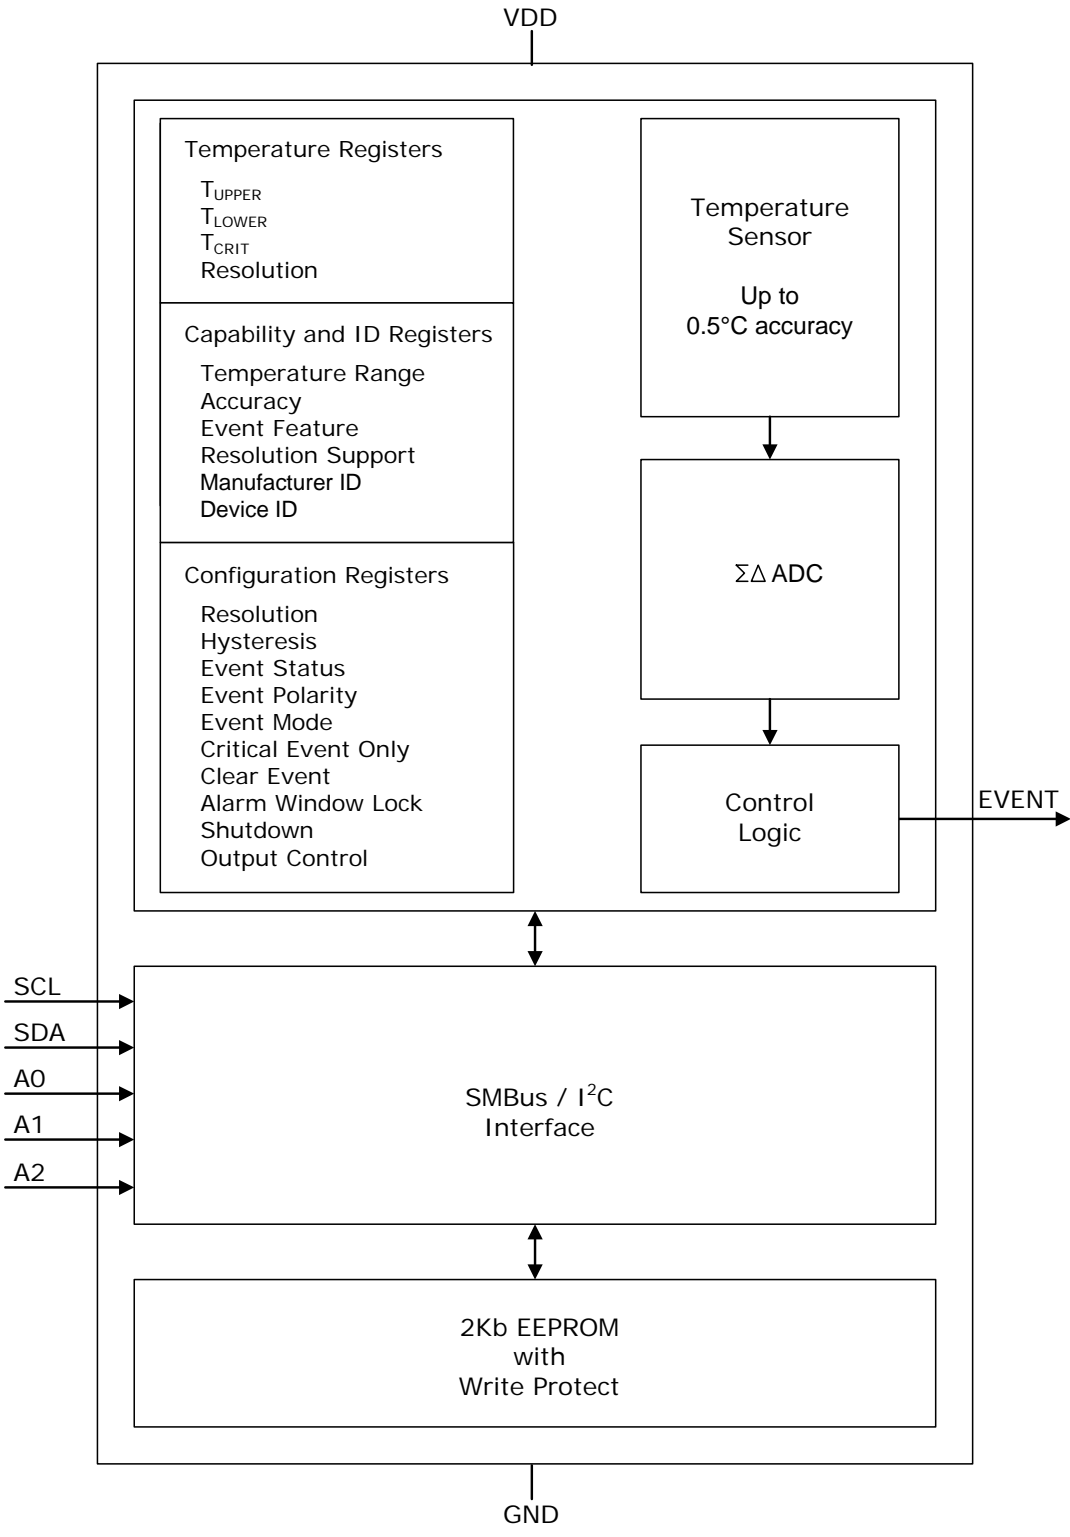 VDD
Temperature Registers
T_UPPER
T_LOWER
T_CRIT
Resolution
Capability and ID Registers
Temperature Range
Accuracy
Event Feature
Resolution Support
Manufacturer ID
Device ID
Configuration Registers
Resolution
Hysteresis
Event Status
Event Polarity
Event Mode
Critical Event Only
Clear Event
Alarm Window Lock
Shutdown
Output Control
Temperature
Sensor
Up to
0.5°C accuracy
ΣΔ ADC
Control
Logic
EVENT
SCL
SDA
A0
A1
A2
SMBus / I²C
Interface
2Kb EEPROM
with
Write Protect
GND